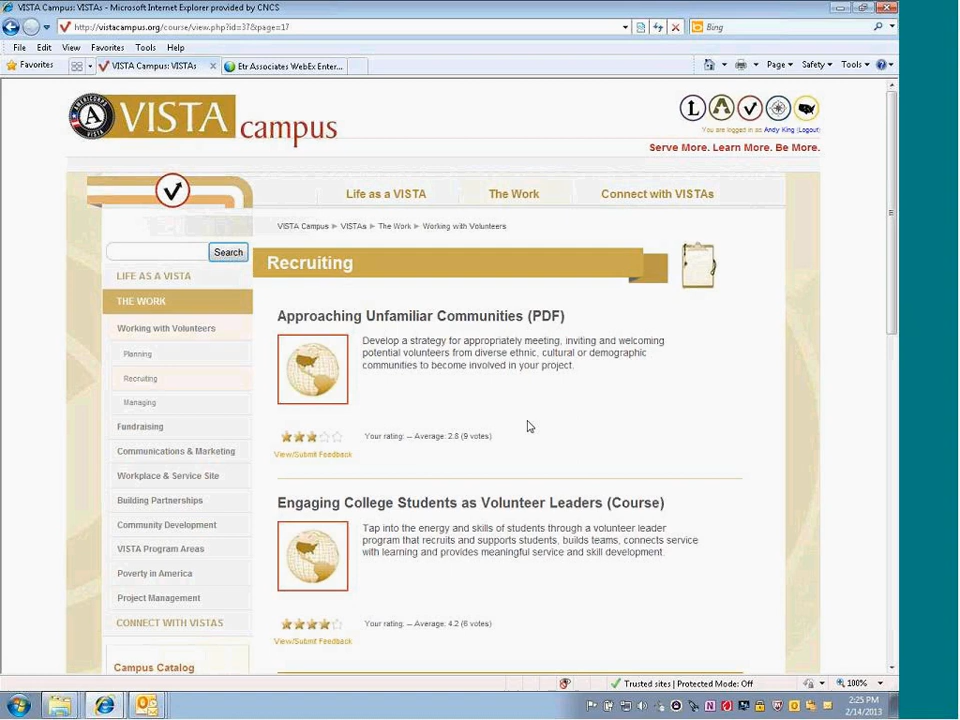 VISTA Campus: VISTAs - Microsoft Internet Explorer provided by CNCS
http://vistacampus.org/course/view.php?id=37&page=17
Bing
File Edit View Favorites Tools Help
Favorites
VISTA Campus: VISTAs
Etr Associates WebEx Enter...
Page Safety Tools
AMERICORPS VISTA
VISTA campus
You are logged in as Andy King (Logout)
Serve More. Learn More. Be More.
Life as a VISTA
The Work
Connect with VISTAs
VISTA Campus ► VISTAs ► The Work ► Working with Volunteers
Search
Recruiting
LIFE AS A VISTA
THE WORK
Working with Volunteers
Planning
Recruiting
Managing
Fundraising
Communications & Marketing
Workplace & Service Site
Building Partnerships
Community Development
VISTA Program Areas
Poverty in America
Project Management
CONNECT WITH VISTAS
Campus Catalog
Approaching Unfamiliar Communities (PDF)
Develop a strategy for appropriately meeting, inviting and welcoming
potential volunteers from diverse ethnic, cultural or demographic
communities to become involved in your project.
Your rating: -- Average: 2.8 (9 votes)
View/Submit Feedback
Engaging College Students as Volunteer Leaders (Course)
Tap into the energy and skills of students through a volunteer leader
program that recruits and supports students, builds teams, connects service
with learning and provides meaningful service and skill development.
Your rating: -- Average: 4.2 (6 votes)
View/Submit Feedback
Trusted sites | Protected Mode: Off
100%
2:25 PM
2/14/2013